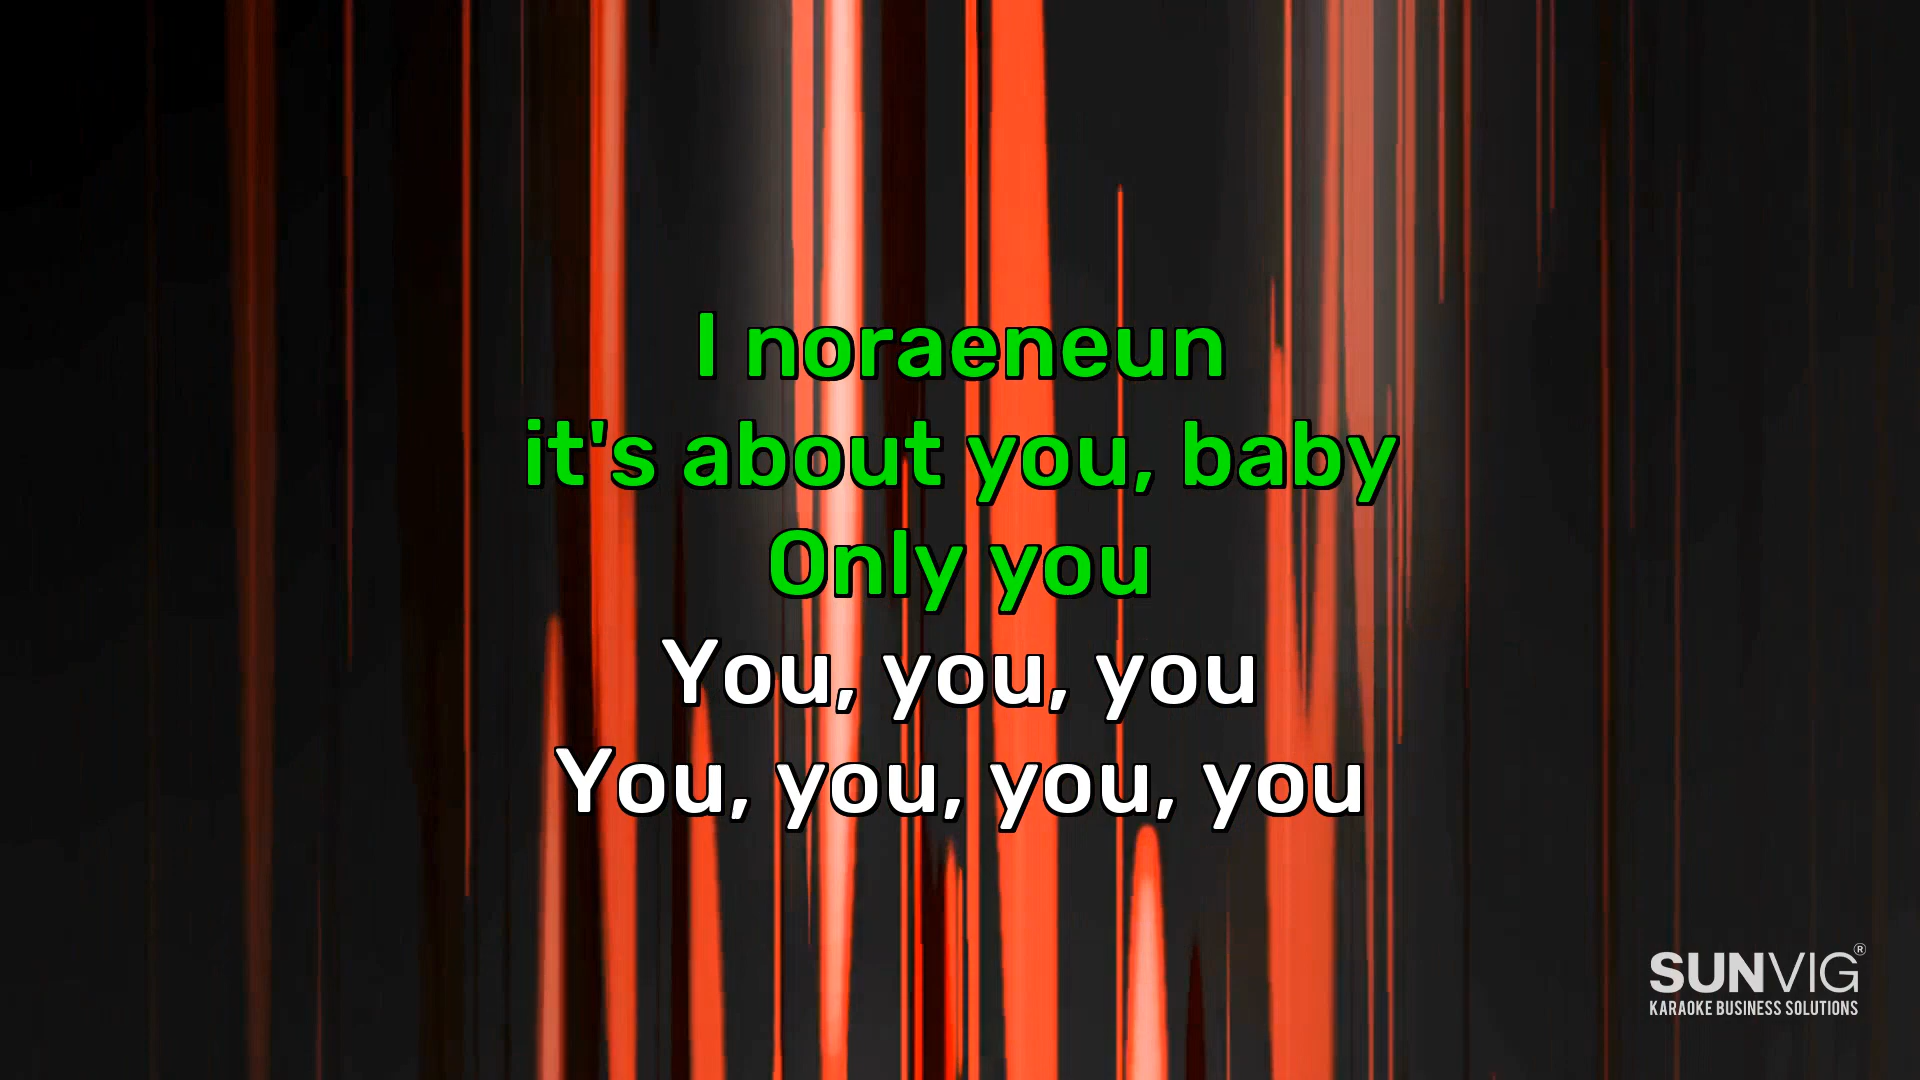 I noraeneun
it's about you, baby
Only you
You, you, you
You, you, you, you
SUNVIG®
KARAOKE BUSINESS SOLUTIONS